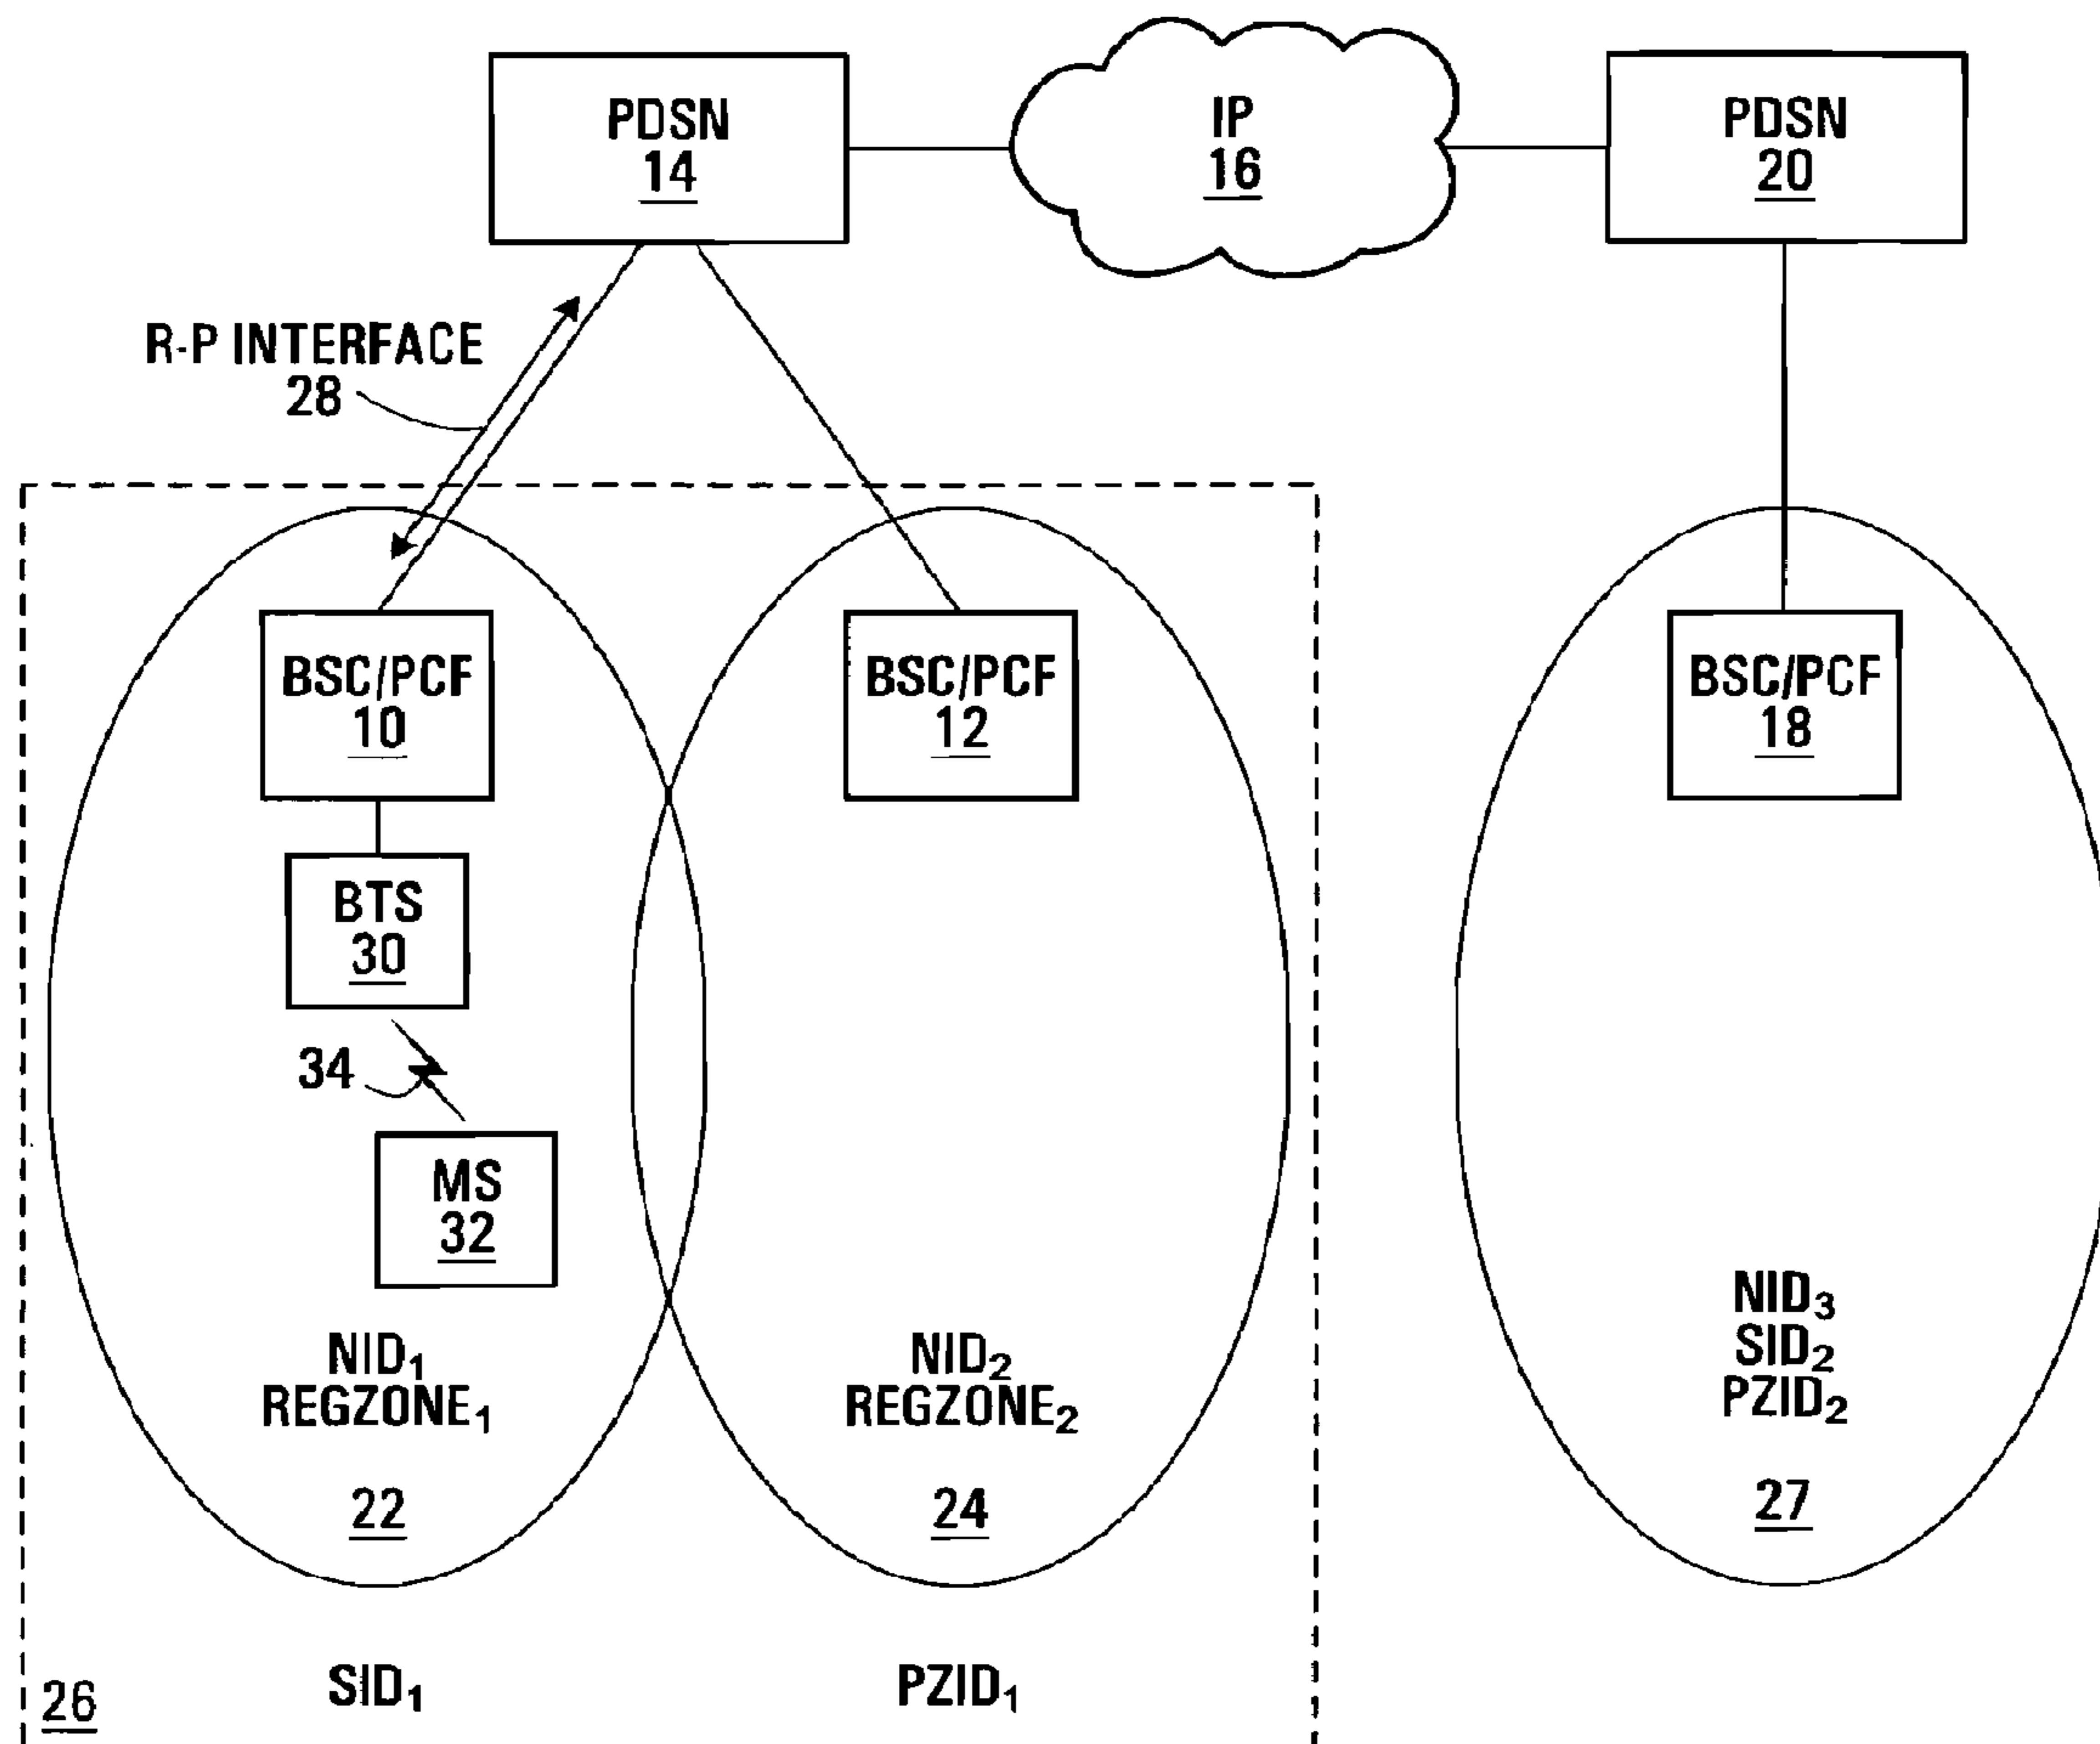 PDSN
14
IP
16
PDSN
20
R-P INTERFACE
28
BSC/PCF
10
BSC/PCF
12
BSC/PCF
18
BTS
30
34
MS
32
NID1
REGZONE1
22
NID2
REGZONE2
24
NID3
SID2
PZID2
27
26
SID1
PZID1